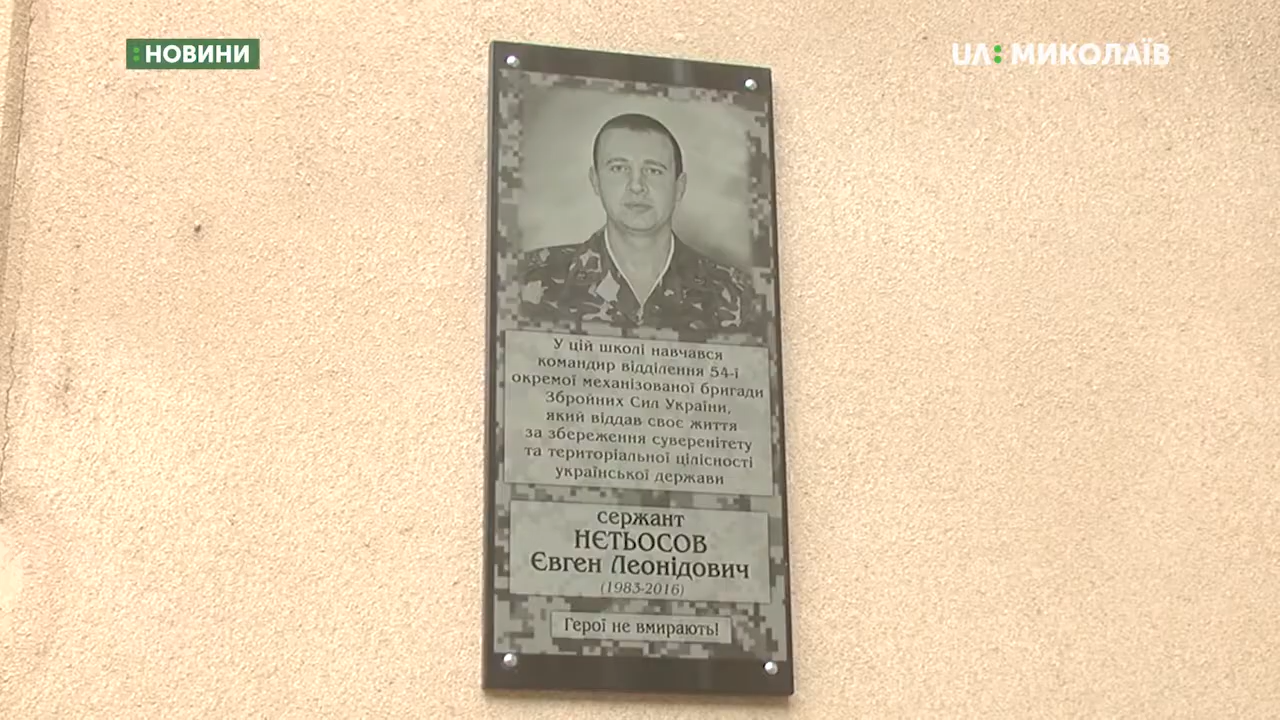 :НОВИНИ
UA:МИКОЛАЇВ
У цій школі навчався
командир відділення 54-ї
окремої механізованої бригади
Збройних Сил України,
який віддав своє життя
за збереження суверенітету
та територіальної цілісності
української держави
сержант
НЄТЬОСОВ
Євген Леонідович
(1983-2016)
Герої не вмирають!